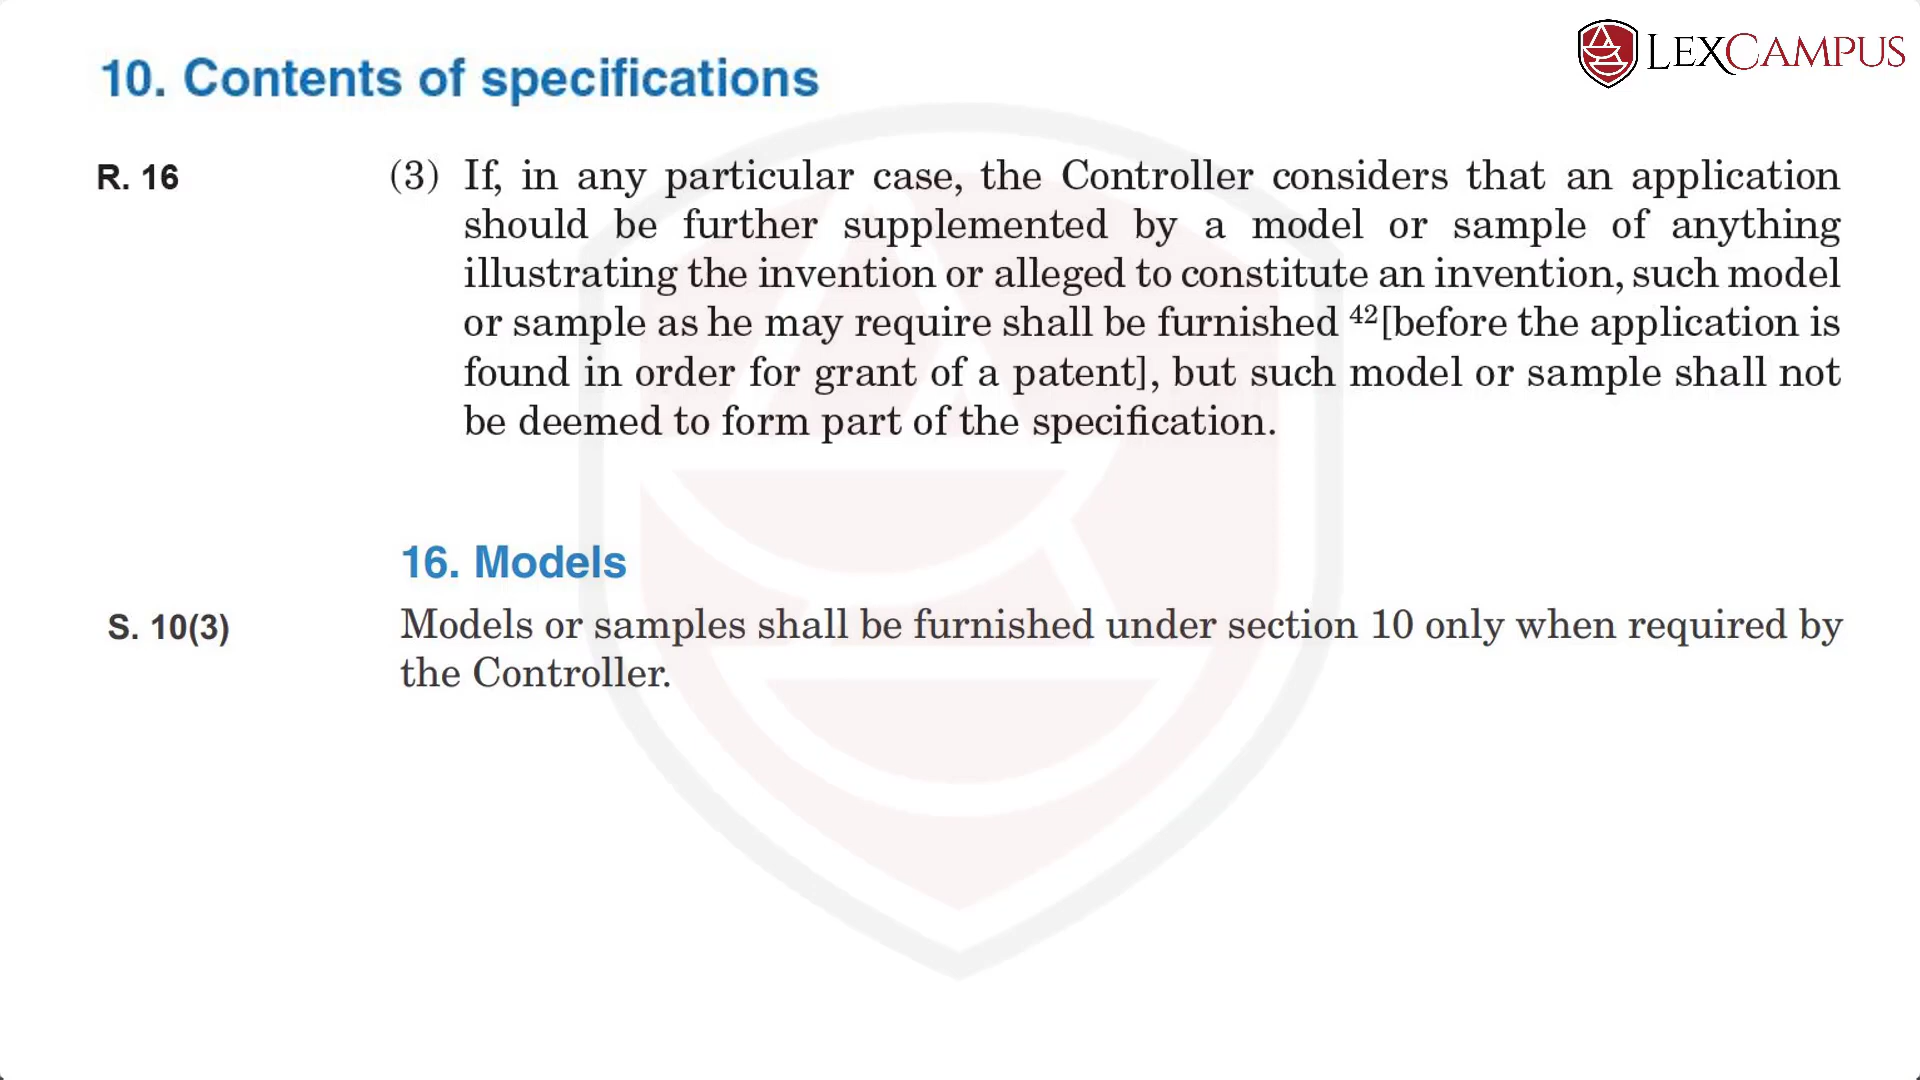 LEXCAMPUS
10. Contents of specifications
R. 16
(3) If, in any particular case, the Controller considers that an application
should be further supplemented by a model or sample of anything
illustrating the invention or alleged to constitute an invention, such model
or sample as he may require shall be furnished ⁴²[before the application is
found in order for grant of a patent], but such model or sample shall not
be deemed to form part of the specification.
16. Models
S. 10(3)
Models or samples shall be furnished under section 10 only when required by
the Controller.